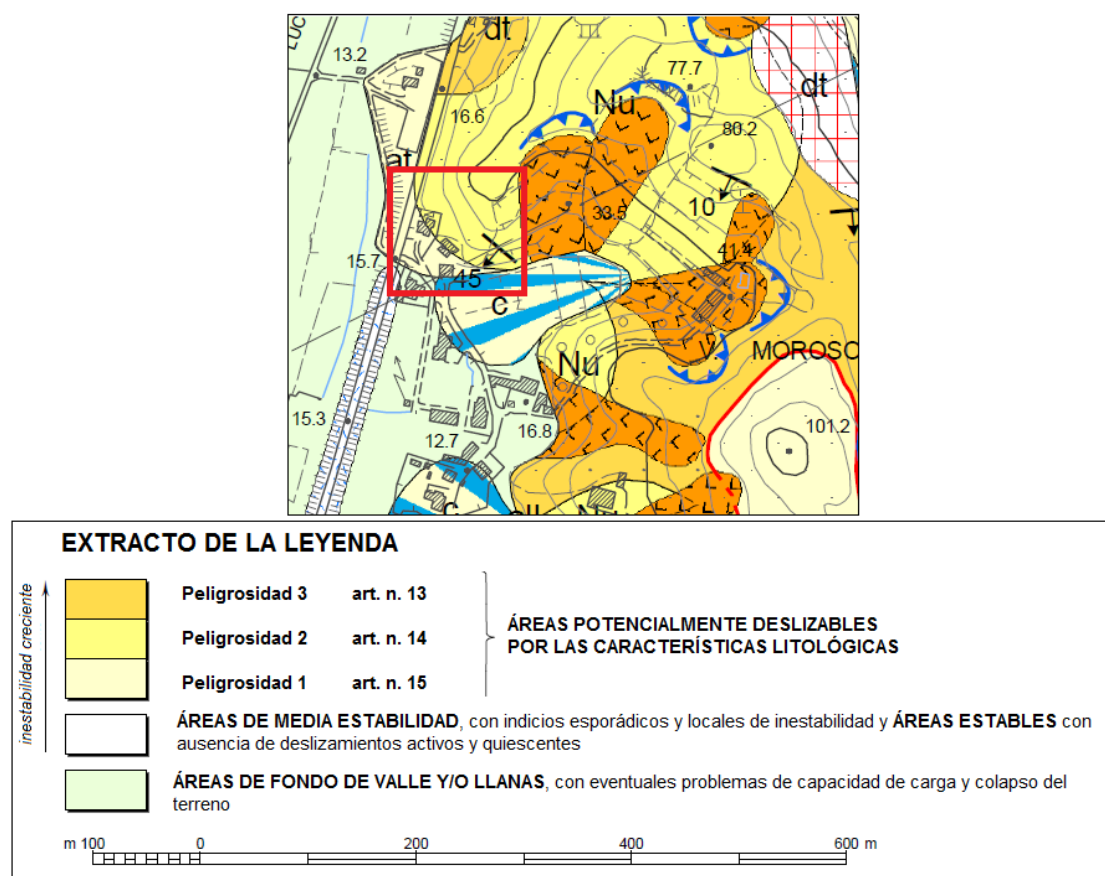 LUC
13.2
dt
77.7
dt
Nu
16.6
80.2
at
10
33.5
41.4
15.7
45
c
V.
MOROSC
Nu
15.3
16.8
101.2
12.7
c
EXTRACTO DE LA LEYENDA
inestabilidad creciente
Peligrosidad 3 art. n. 13
Peligrosidad 2 art. n. 14
Peligrosidad 1 art. n. 15
ÁREAS POTENCIALMENTE DESLIZABLES
POR LAS CARACTERÍSTICAS LITOLÓGICAS
ÁREAS DE MEDIA ESTABILIDAD, con indicios esporádicos y locales de inestabilidad y ÁREAS ESTABLES con
ausencia de deslizamientos activos y quiescentes
ÁREAS DE FONDO DE VALLE Y/O LLANAS, con eventuales problemas de capacidad de carga y colapso del
terreno
m 100 0 200 400 600 m